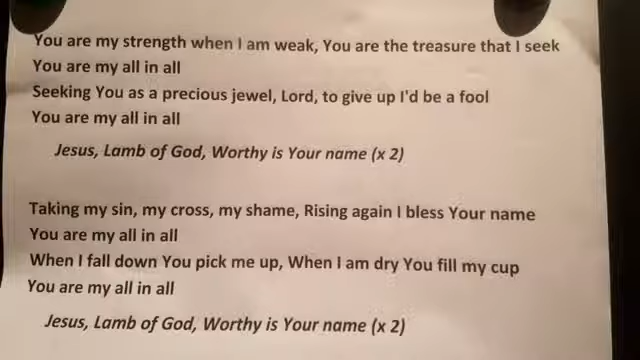 You are my strength when I am weak, You are the treasure that I seek
You are my all in all
Seeking You as a precious jewel, Lord, to give up I'd be a fool
You are my all in all
Jesus, Lamb of God, Worthy is Your name (x 2)
Taking my sin, my cross, my shame, Rising again I bless Your name
You are my all in all
When I fall down You pick me up, When I am dry You fill my cup
You are my all in all
Jesus, Lamb of God, Worthy is Your name (x 2)